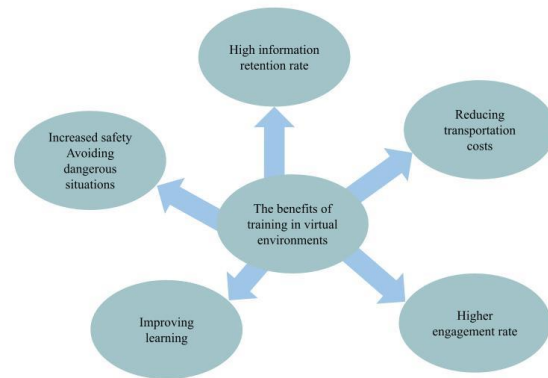 High information
retention rate
Reducing
transportation
costs
Increased safety
Avoiding
dangerous
situations
The benefits of
training in virtual
environments
Improving
learning
Higher
engagement rate